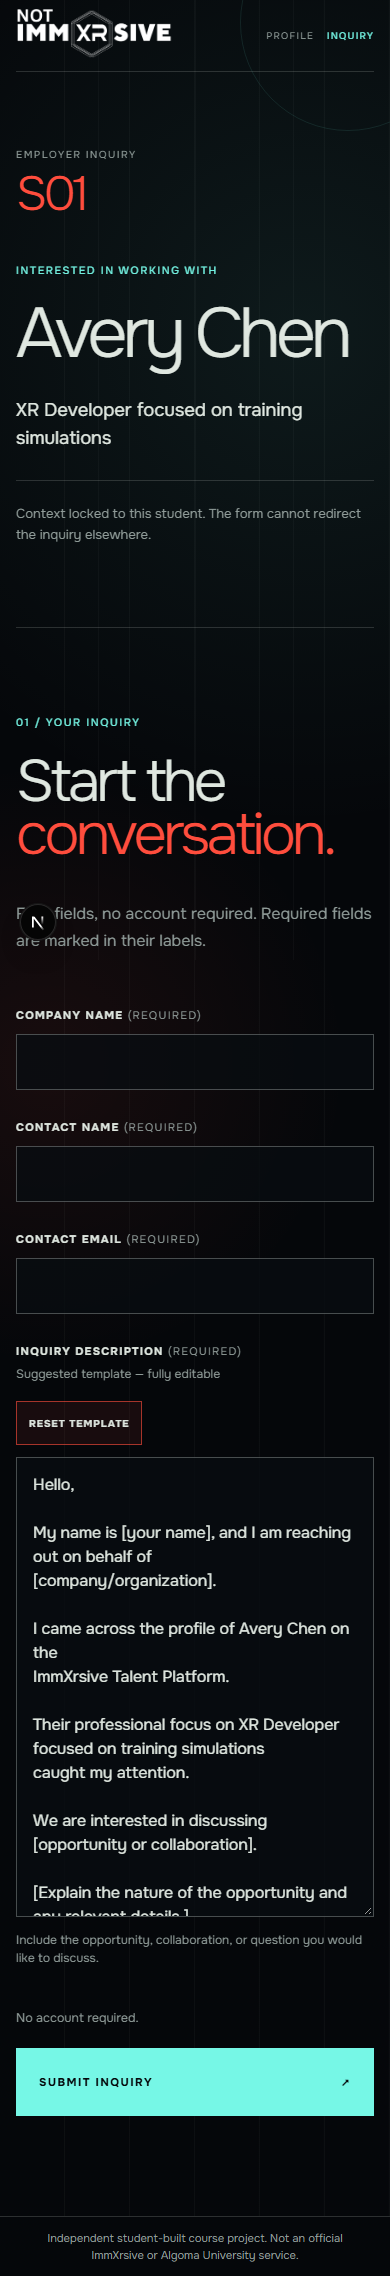 NOT
IMMXRSIVE
PROFILE INQUIRY
EMPLOYER INQUIRY
S01
INTERESTED IN WORKING WITH
Avery Chen
XR Developer focused on training
simulations
Context locked to this student. The form cannot redirect
the inquiry elsewhere.
01 / YOUR INQUIRY
Start the
conversation.
N
fields, no account required. Required fields
are marked in their labels.
COMPANY NAME (REQUIRED)
CONTACT NAME (REQUIRED)
CONTACT EMAIL (REQUIRED)
INQUIRY DESCRIPTION (REQUIRED)
Suggested template — fully editable
RESET TEMPLATE
Hello,
My name is [your name], and I am reaching
out on behalf of
[company/organization].
I came across the profile of Avery Chen on
the
ImmXrsive Talent Platform.
Their professional focus on XR Developer
focused on training simulations
caught my attention.
We are interested in discussing
[opportunity or collaboration].
[Explain the nature of the opportunity and
any relevant details.]
Include the opportunity, collaboration, or question you would
like to discuss.
No account required.
SUBMIT INQUIRY ↗
Independent student-built course project. Not an official
ImmXrsive or Algoma University service.